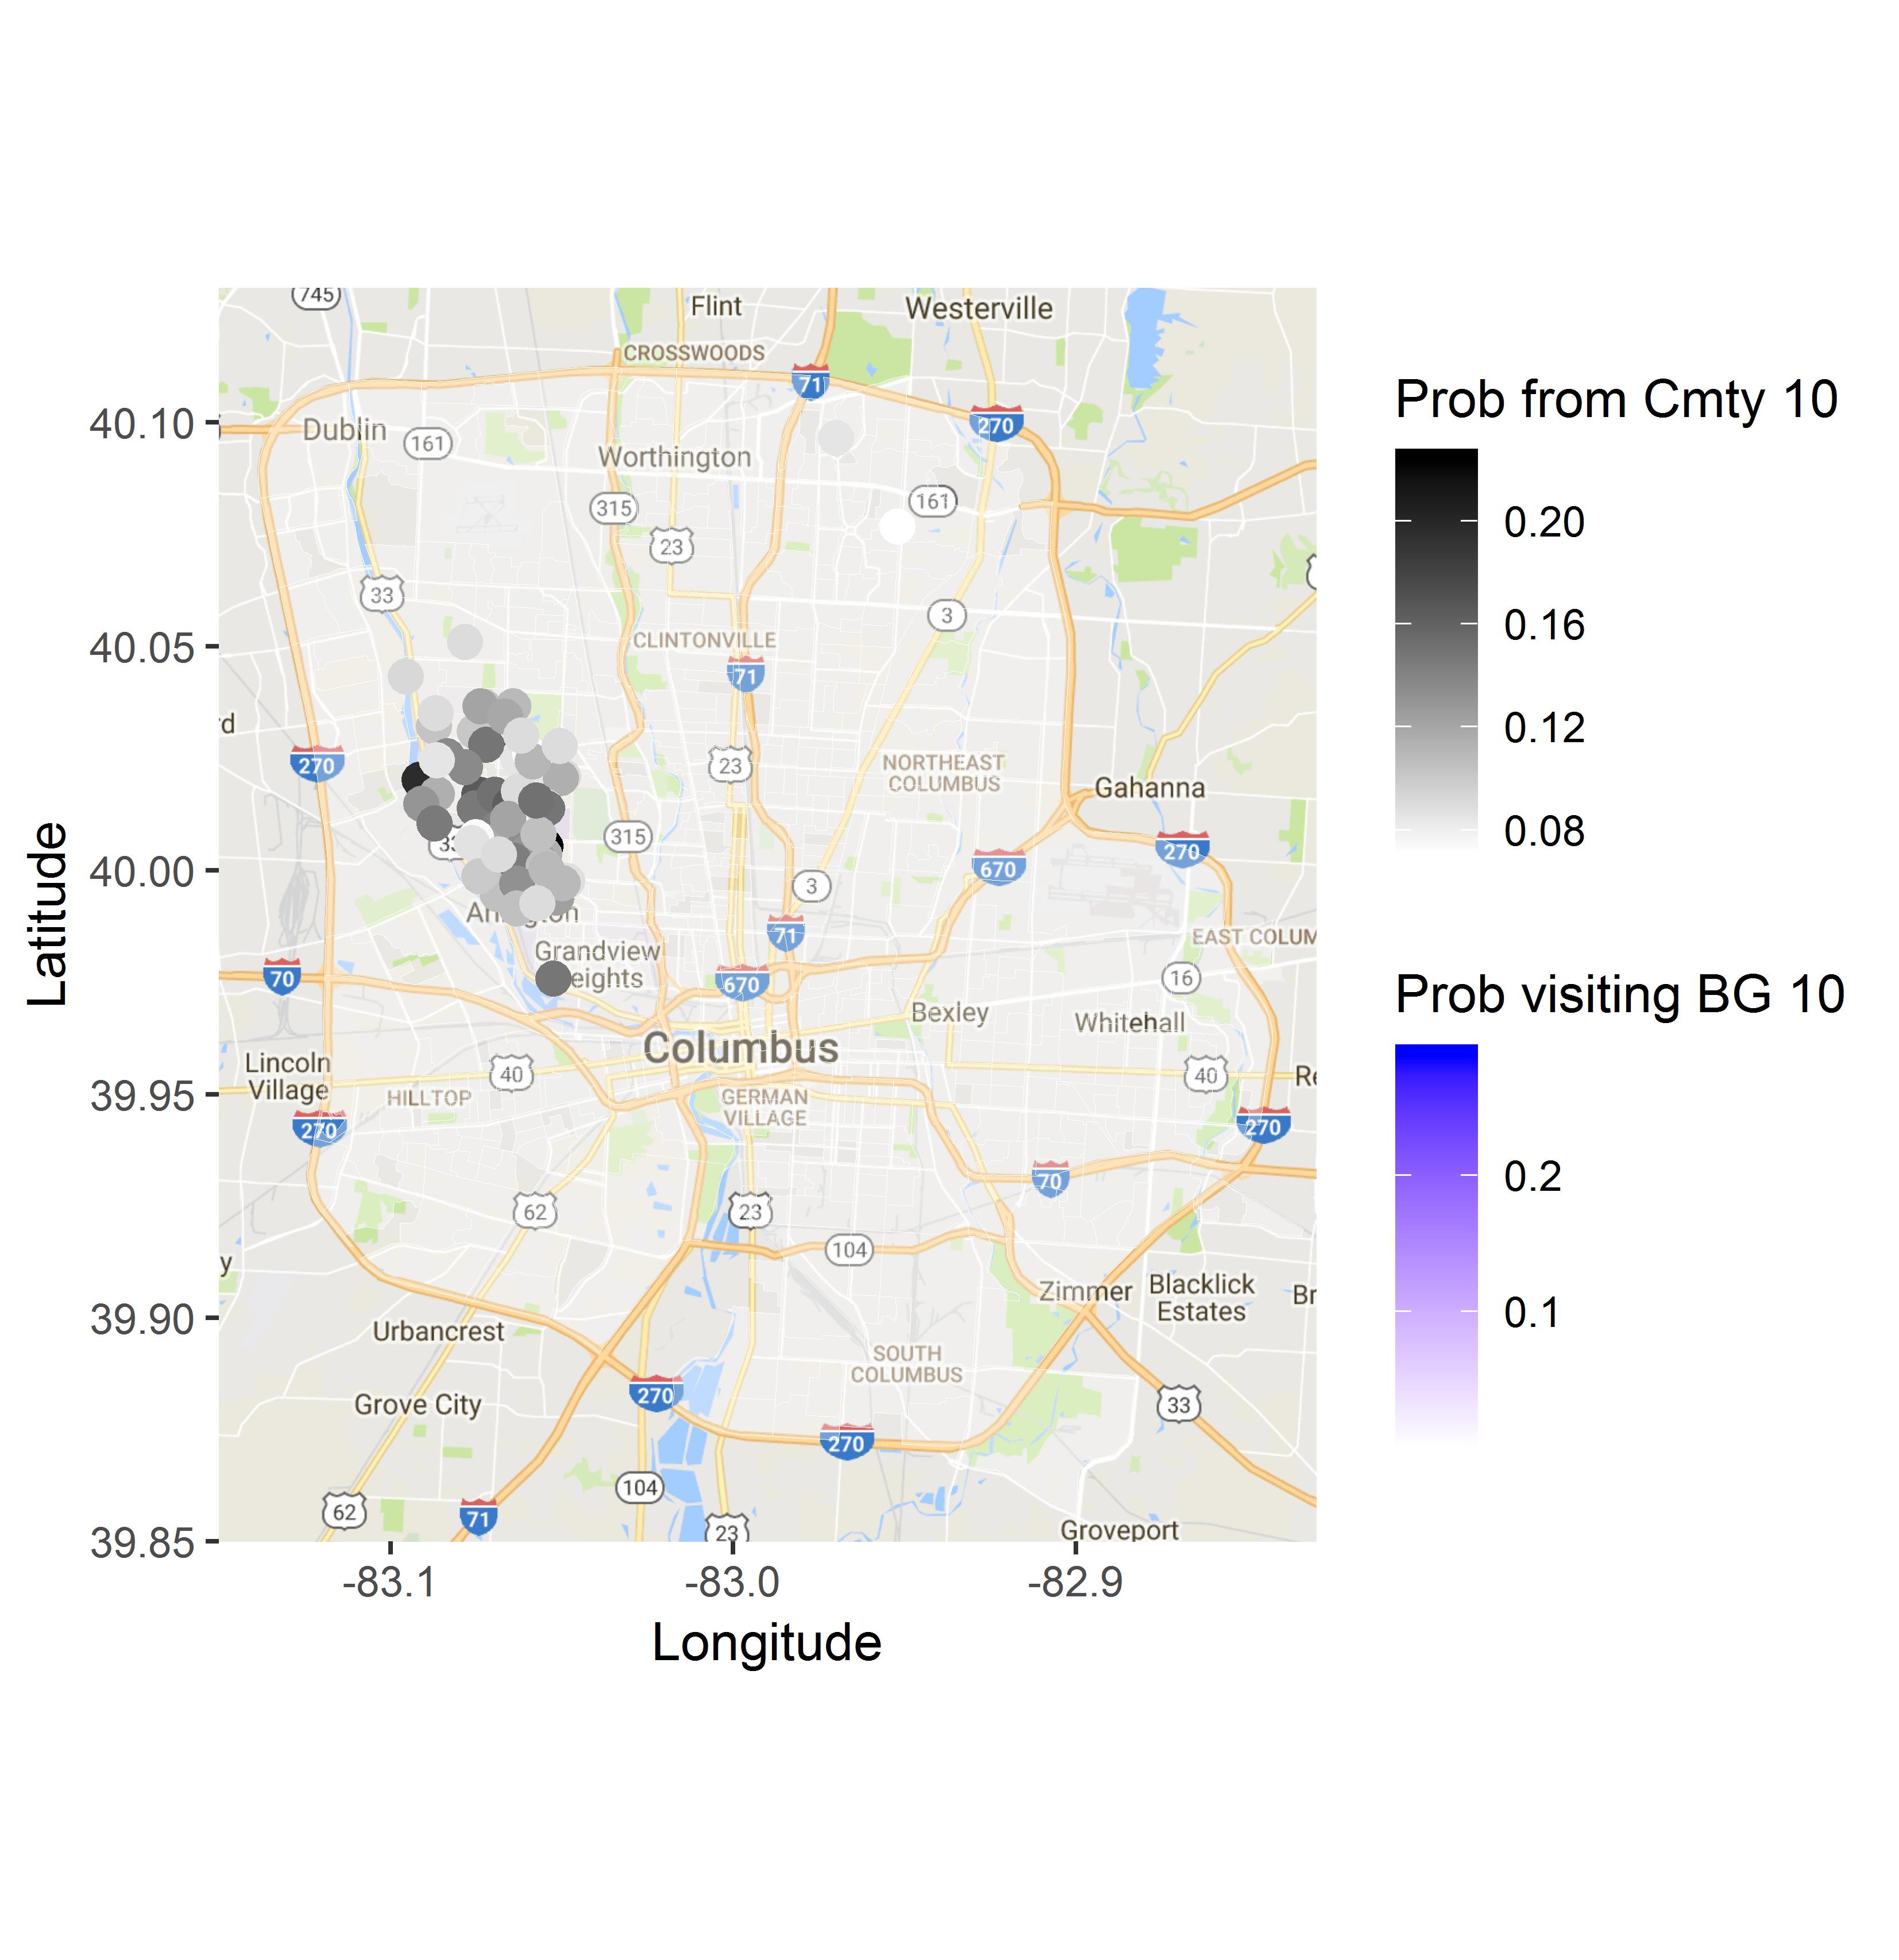 745
Flint
Westerville
CROSSWOODS
71
40.10
Dublin
161
270
Worthington
315
161
23
33
3
40.05
CLINTONVILLE
71
rd
270
23
NORTHEAST
COLUMBUS
Gahanna
315
270
40.00
670
3
Grandview
71
EAST COLUM
70
670
16
Bexley
Whitehall
Columbus
Lincoln
Village
40
40
39.95
HILLTOP
GERMAN
VILLAGE
270
270
70
62
23
104
y
Zimmer
Blacklick
Estates
Br
39.90
Urbancrest
SOUTH
COLUMBUS
270
33
Grove City
270
104
62
71
23
Groveport
39.85
-83.1
-83.0
-82.9
Longitude
Latitude
Prob from Cmty 10
0.20
0.16
0.12
0.08
Prob visiting BG 10
0.2
0.1